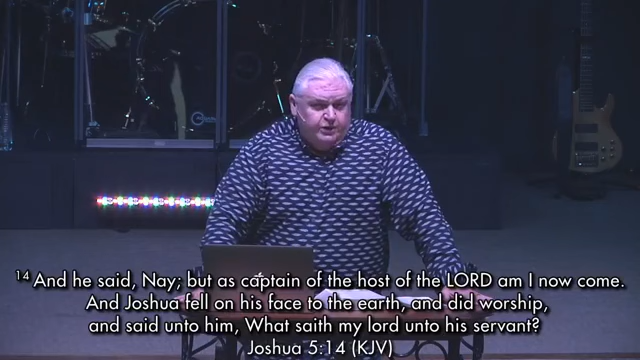 14 And he said, Nay; but as captain of the host of the LORD am I now come.
And Joshua fell on his face to the earth, and did worship,
and said unto him, What saith my lord unto his servant?
Joshua 5:14 (KJV)